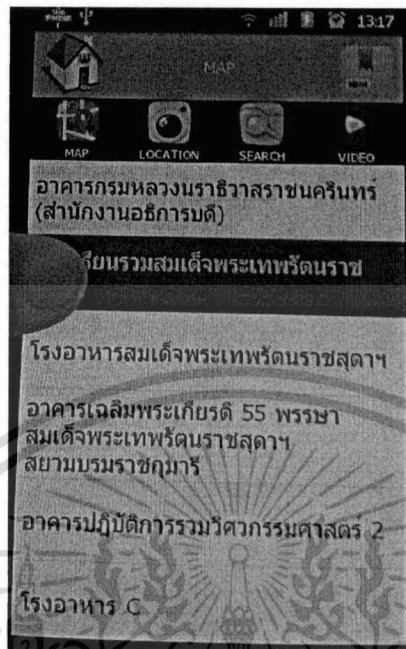 13:17
MAP
MAP LOCATION SEARCH VIDEO
อาคารกรมหลวงนราธิวาสราชนครินทร์
(สำนักงานอธิการบดี)
รียนรวมสมเด็จพระเทพรัตนราช
โรงอาหารสมเด็จพระเทพรัตนราชสุดาฯ
อาคารเฉลิมพระเกียรติ 55 พรรษา
สมเด็จพระเทพรัตนราชสุดาฯ
สยามบรมราชกุมารี
อาคารปฏิบัติการรวมวิศวกรรมศาสตร์ 2
โรงอาหาร C